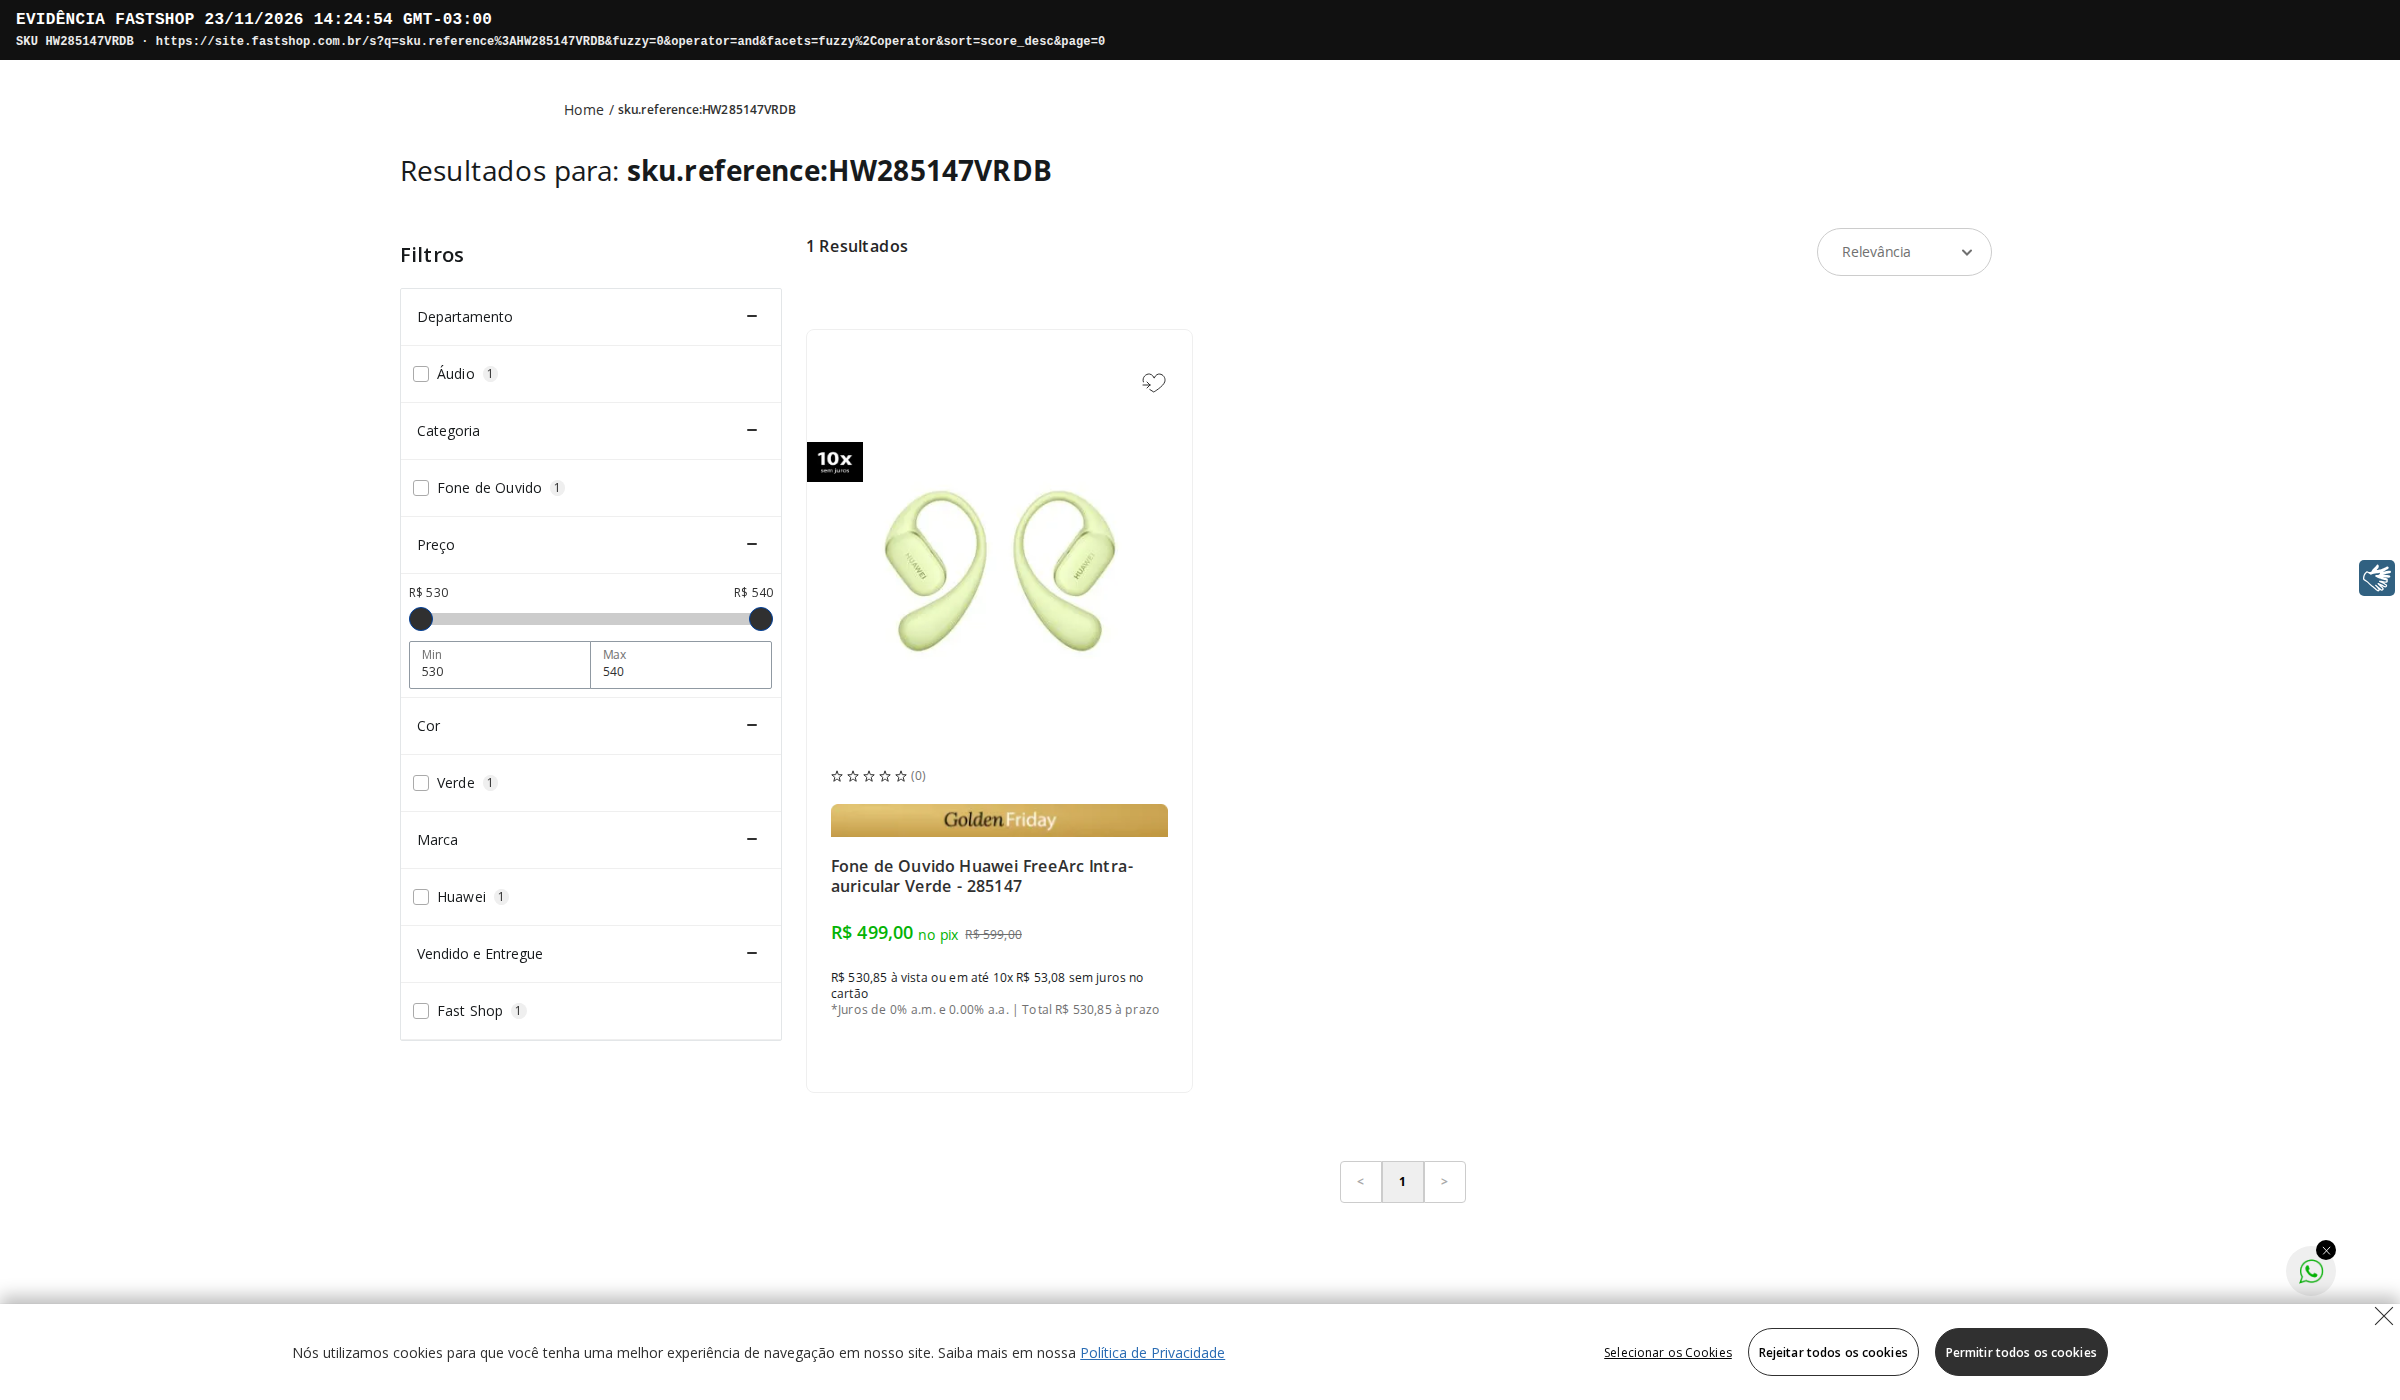 EVIDÊNCIA FASTSHOP 23/11/2026 14:24:54 GMT-03:00
SKU HW285147VRDB · https://site.fastshop.com.br/s?q=sku.reference%3AHW285147VRDB&fuzzy=0&operator=and&facets=fuzzy%2Coperator&sort=score_desc&page=0
Home / sku.reference:HW285147VRDB
Resultados para: sku.reference:HW285147VRDB
Filtros
1 Resultados
Relevância
Departamento
Áudio 1
Categoria
Fone de Ouvido 1
Preço
R$ 530 R$ 540
Min Max
530 540
Cor
Verde 1
Marca
Huawei 1
Vendido e Entregue
Fast Shop 1
10x
sem juros
HUAWEI HUAWEI
(0)
Golden Friday
Fone de Ouvido Huawei FreeArc Intra-
auricular Verde - 285147
R$ 499,00 no pix R$ 599,00
R$ 530,85 à vista ou em até 10x R$ 53,08 sem juros no
cartão
*Juros de 0% a.m. e 0.00% a.a. | Total R$ 530,85 à prazo
< 1 >
Nós utilizamos cookies para que você tenha uma melhor experiência de navegação em nosso site. Saiba mais em nossa Política de Privacidade
Selecionar os Cookies
Rejeitar todos os cookies
Permitir todos os cookies